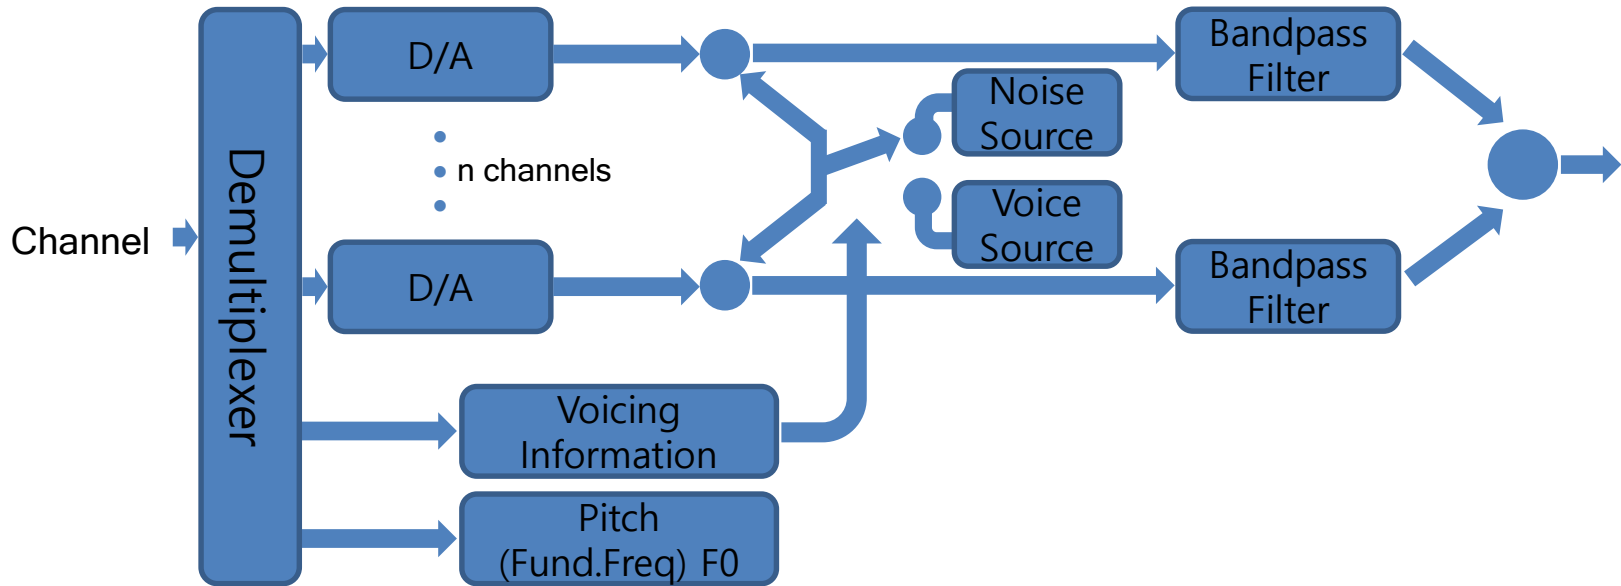 Channel
Demultiplexer
D/A
n channels
D/A
Voicing
Information
Pitch
(Fund.Freq) F0
Noise
Source
Voice
Source
Bandpass
Filter
Bandpass
Filter